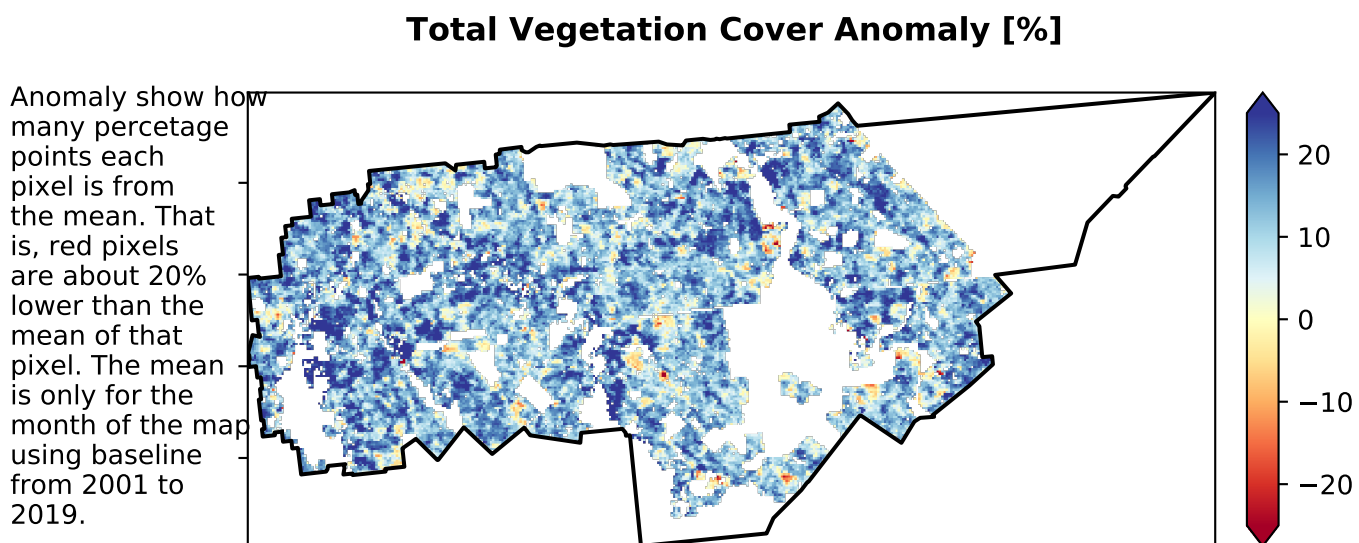 Total Vegetation Cover Anomaly [%]
Anomaly show how
many percetage
points each
pixel is from
the mean. That
is, red pixels
are about 20%
lower than the
mean of that
pixel. The mean
is only for the
month of the map
using baseline
from 2001 to
2019.
20
10
0
−10
−20